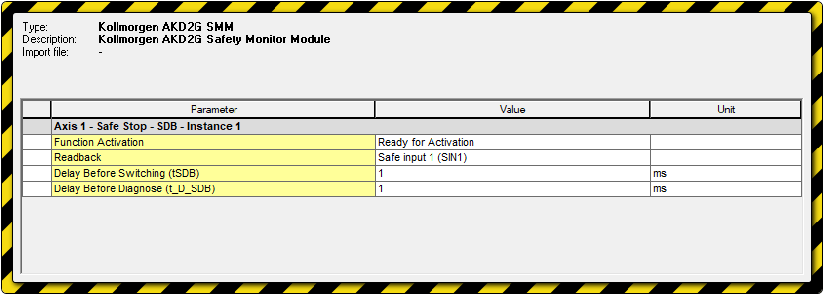 Type: Kollmorgen AKD2G SMM
Description: Kollmorgen AKD2G Safety Monitor Module
Import file: -
Parameter Value Unit
Axis 1 - Safe Stop - SDB - Instance 1
Function Activation Ready for Activation
Readback Safe input 1 (SIN1)
Delay Before Switching (tSDB) 1 ms
Delay Before Diagnose (t_D_SDB) 1 ms